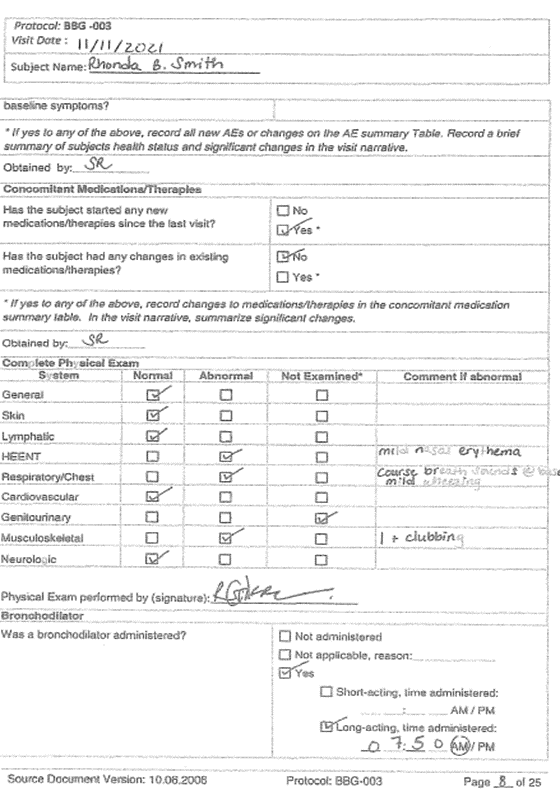 Protocol: BBG -003
Visit Date : 11/11/2021
Subject Name: Rhonda B. Smith
baseline symptoms?
* If yes to any of the above, record all new AEs or changes on the AE summary Table. Record a brief
summary of subjects health status and significant changes in the visit narrative.
Obtained by: SR
Concomitant Medications/Therapies
Has the subject started any new
medications/therapies since the last visit?
☐ No
☑ Yes *
Has the subject had any changes in existing
medications/therapies?
☑ No
☐ Yes *
* If yes to any of the above, record changes to medications/therapies in the concomitant medication
summary table. In the visit narrative, summarize significant changes.
Obtained by: SR
Complete Physical Exam
System Normal Abnormal Not Examined* Comment if abnormal
General ☑ ☐ ☐
Skin ☑ ☐ ☐
Lymphatic ☑ ☐ ☐
HEENT ☐ ☑ ☐ mild nasal erythema
Respiratory/Chest ☐ ☑ ☐ Course breath sounds @ base
mild wheezing
Cardiovascular ☑ ☐ ☐
Genitourinary ☐ ☐ ☑
Musculoskeletal ☐ ☑ ☐ 1 + clubbing
Neurologic ☑ ☐ ☐
Physical Exam performed by (signature):
Bronchodilator
Was a bronchodilator administered?
☐ Not administered
☐ Not applicable, reason:
☑ Yes
☐ Short-acting, time administered:
: AM / PM
☑ Long-acting, time administered:
07:50 AM / PM
Source Document Version: 10.06.2008 Protocol: BBG-003 Page 8 of 25